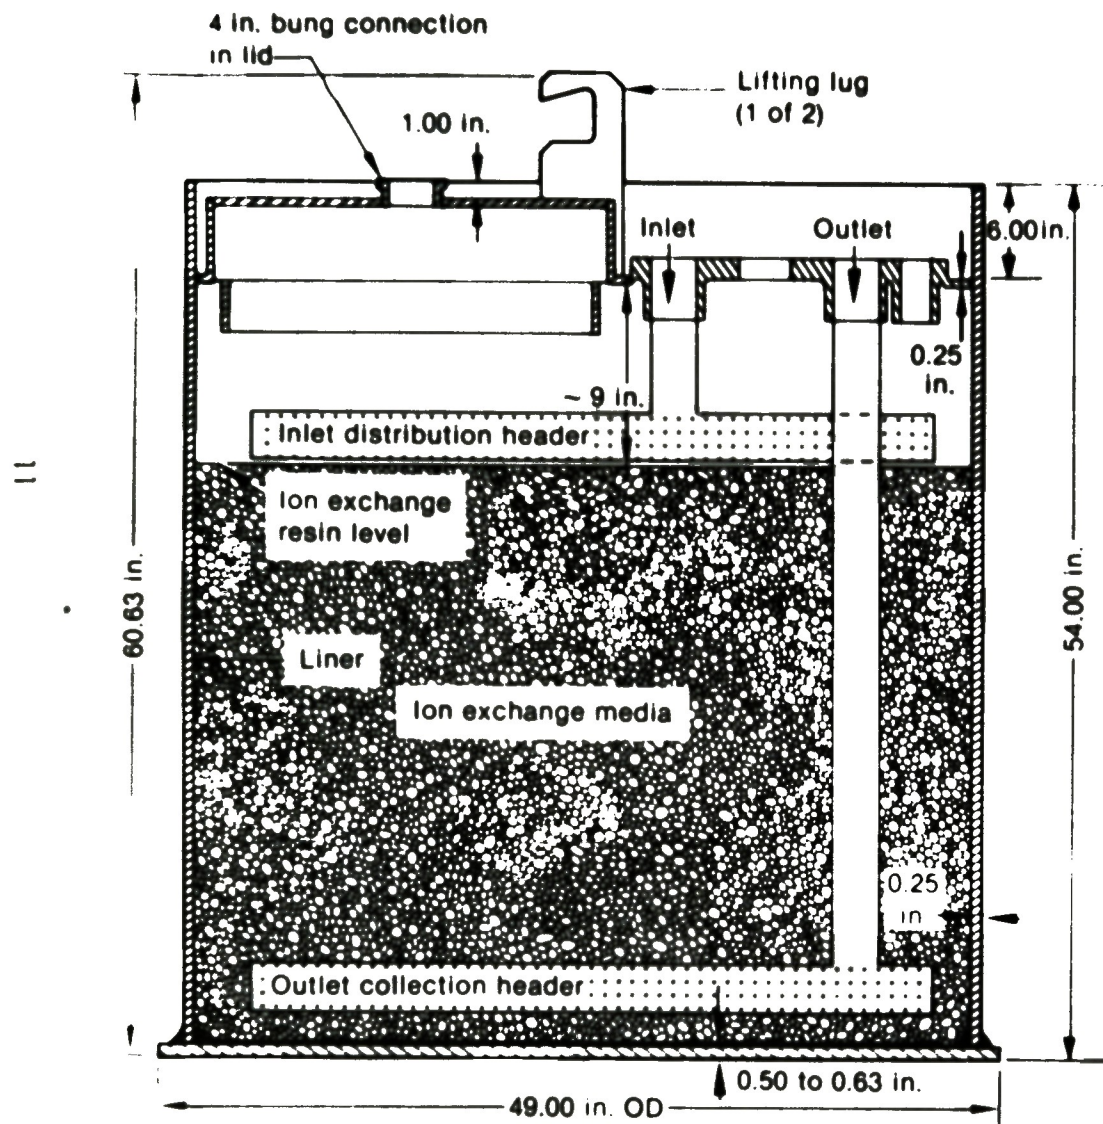 4 in. bung connection
in lid
Lifting lug
(1 of 2)
1.00 in.
6.00 in.
Inlet
Outlet
0.25
in.
~ 9 in.
Inlet distribution header
Ion exchange
resin level
11
60.63 in.
54.00 in.
Liner
Ion exchange media
0.25
in
Outlet collection header
0.50 to 0.63 in.
49.00 in. OD